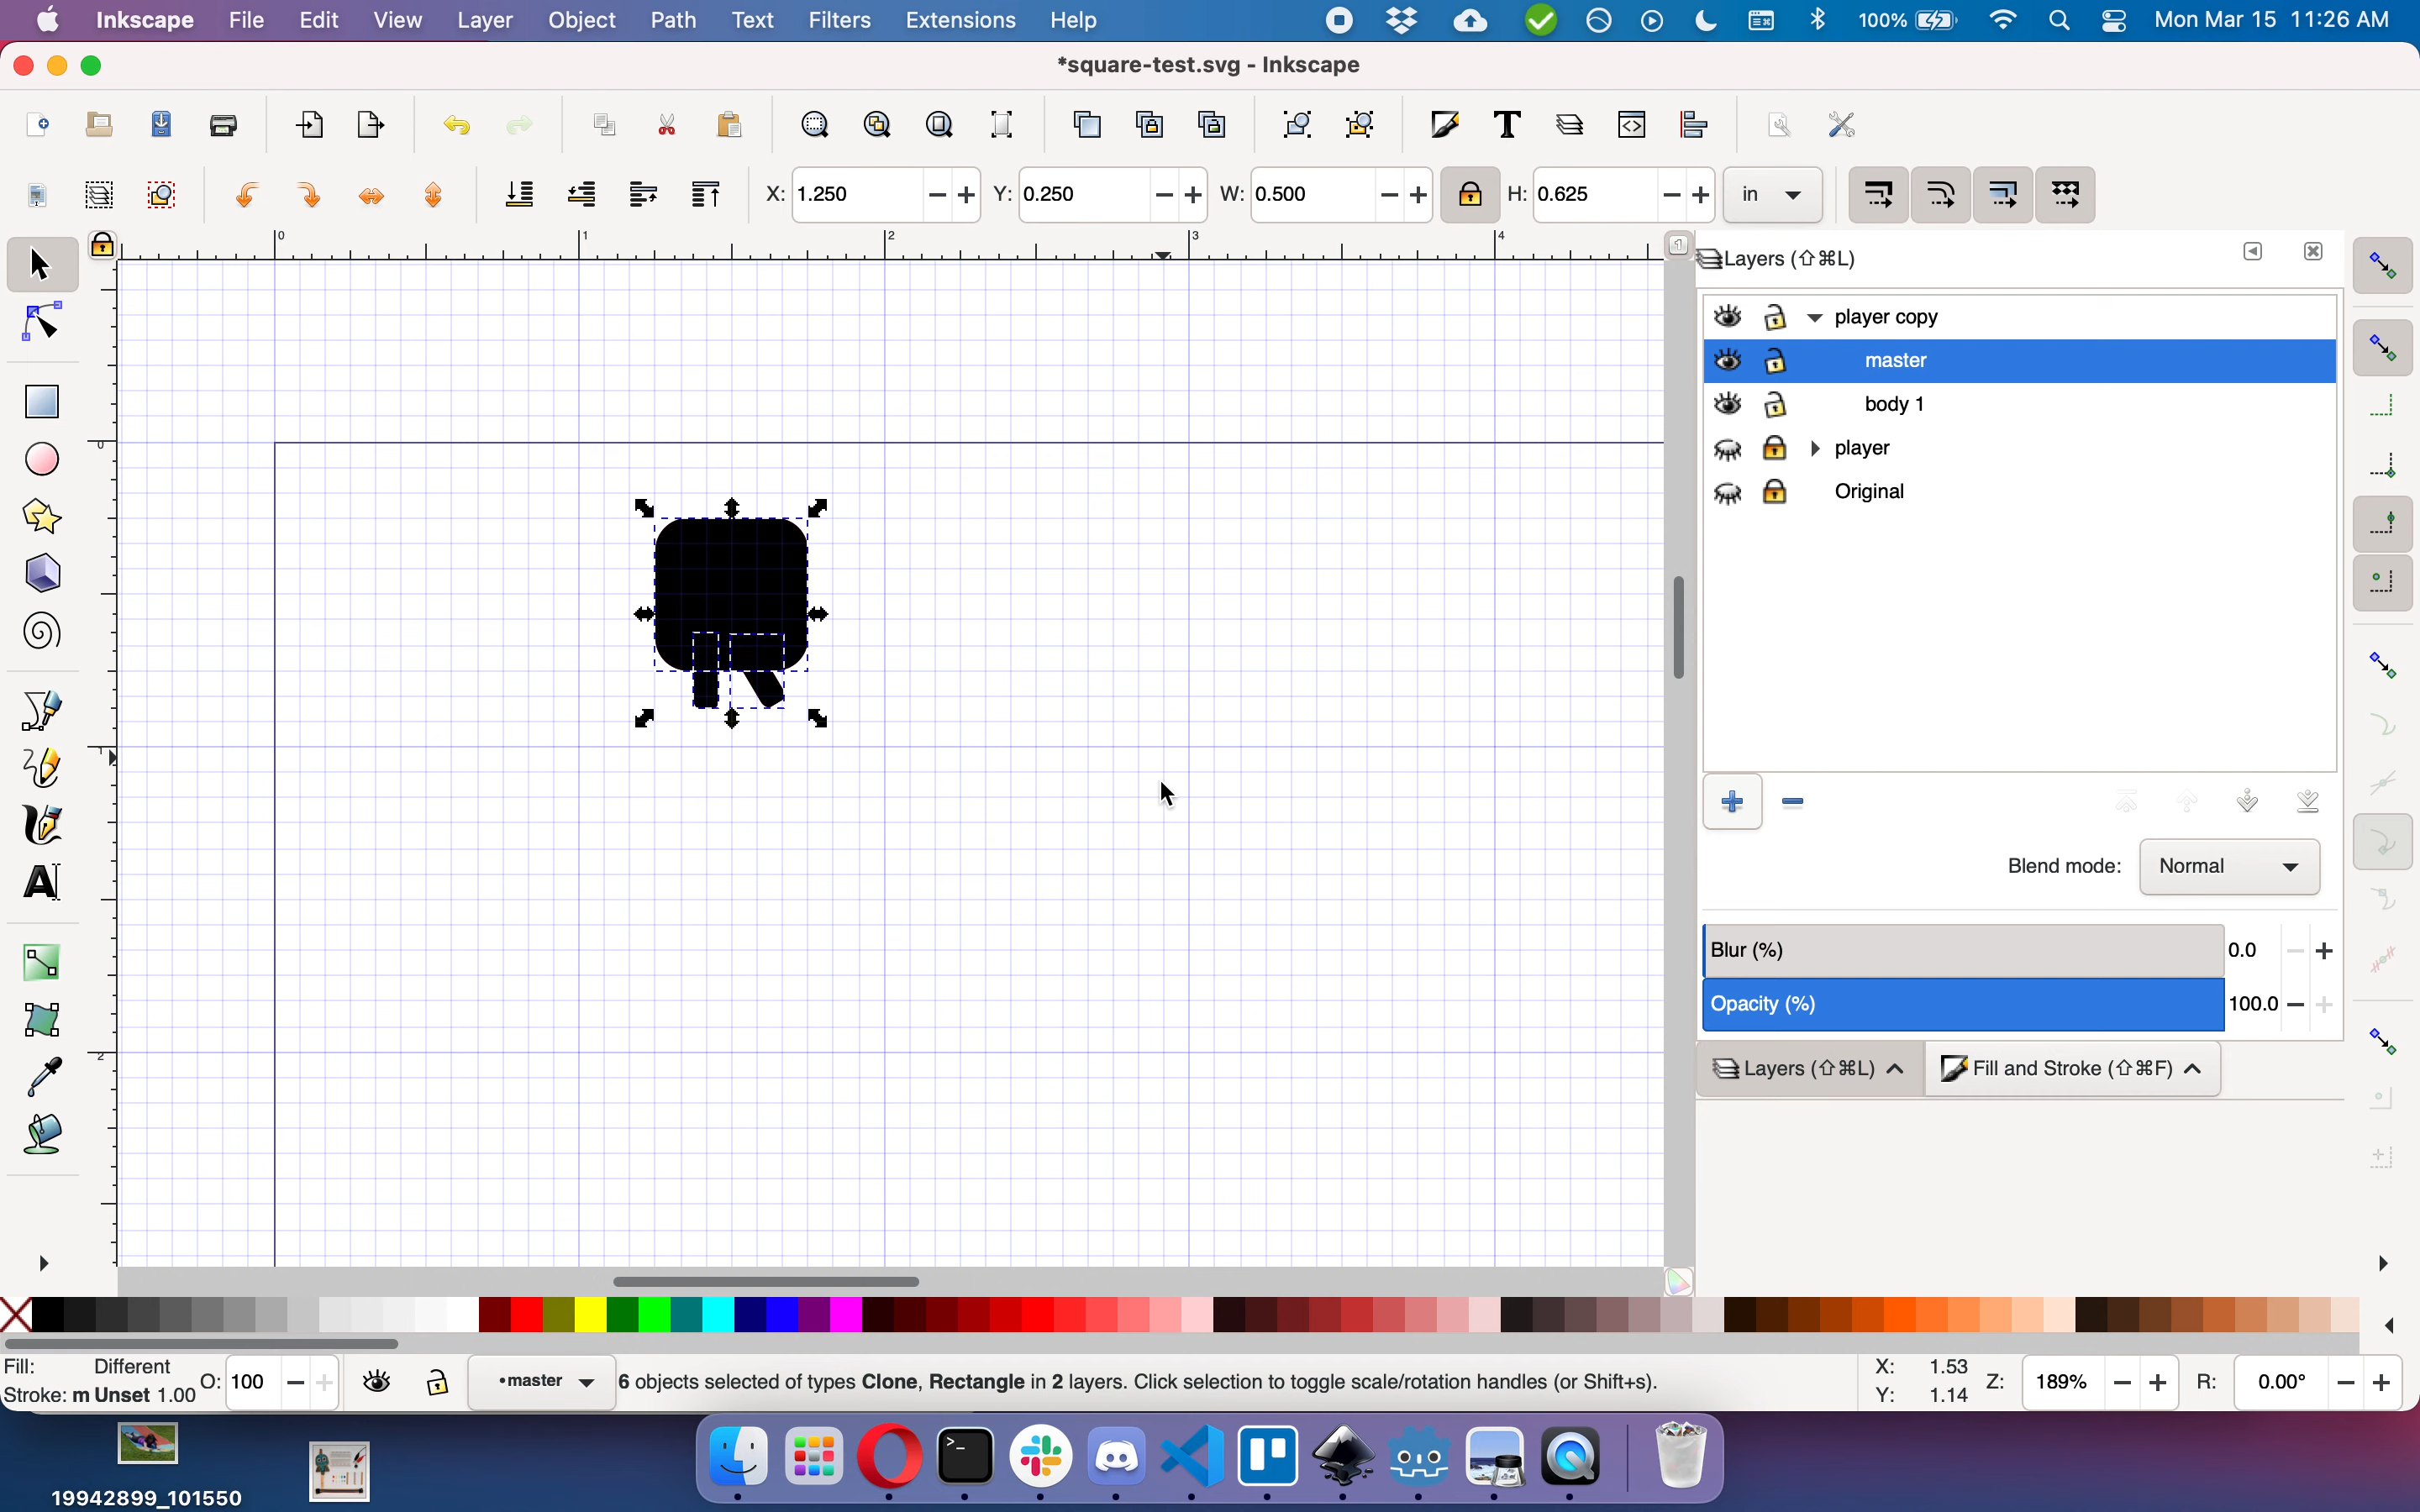 Inkscape File Edit View Layer Object Path Text Filters Extensions Help 100% Mon Mar 15 11:26 AM
*square-test.svg - Inkscape
X: 1.250 Y: 0.250 W: 0.500 H: 0.625 in
0 1 2 3 4
0
1
2
Layers (⇧⌘L)
player copy
master
body 1
player
Original
Blend mode: Normal
Blur (%) 0.0
Opacity (%) 100.0
Layers (⇧⌘L) Fill and Stroke (⇧⌘F)
Fill: Different
Stroke: m Unset 1.00
O: 100
•master
6 objects selected of types Clone, Rectangle in 2 layers. Click selection to toggle scale/rotation handles (or Shift+s).
X: 1.53
Y: 1.14
Z: 189% R: 0.00°
19942899_101550